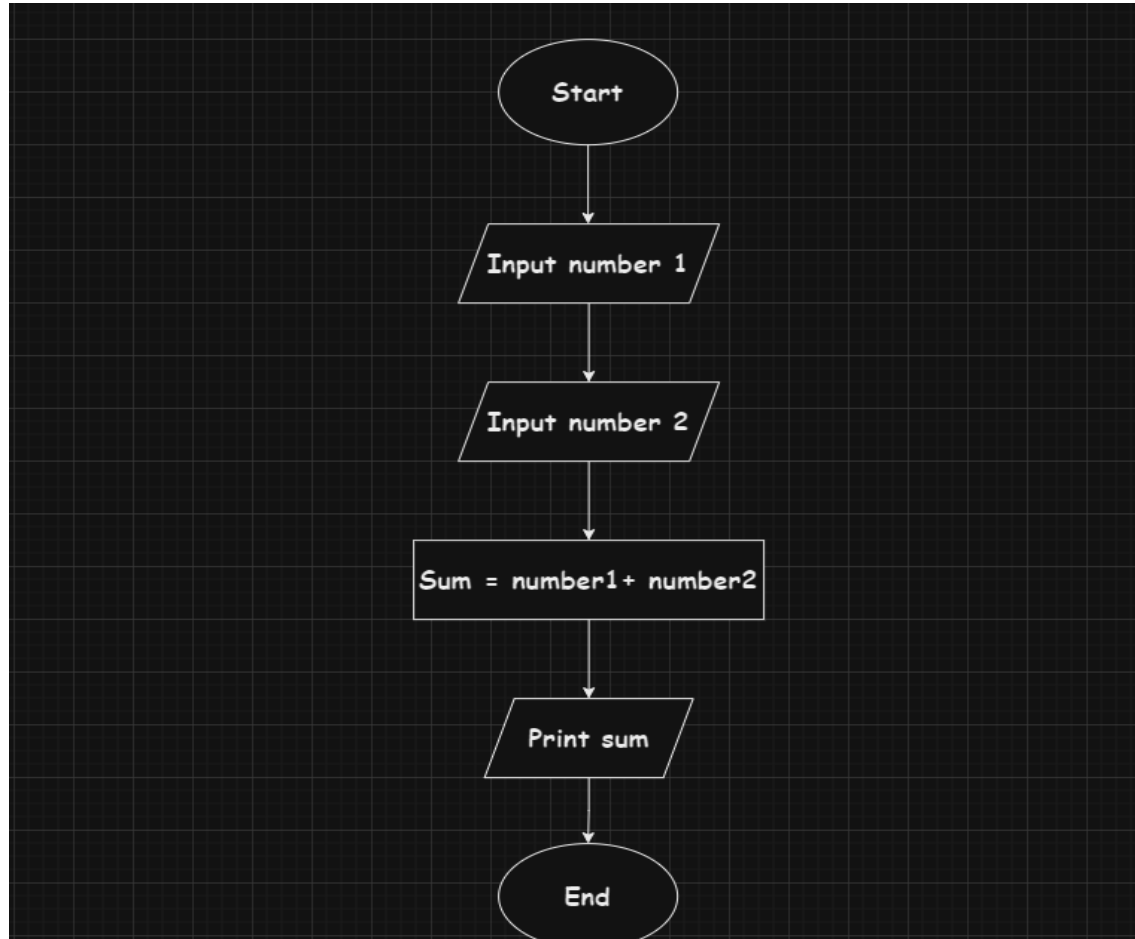 Start
Input number 1
Input number 2
Sum = number1+ number2
Print sum
End